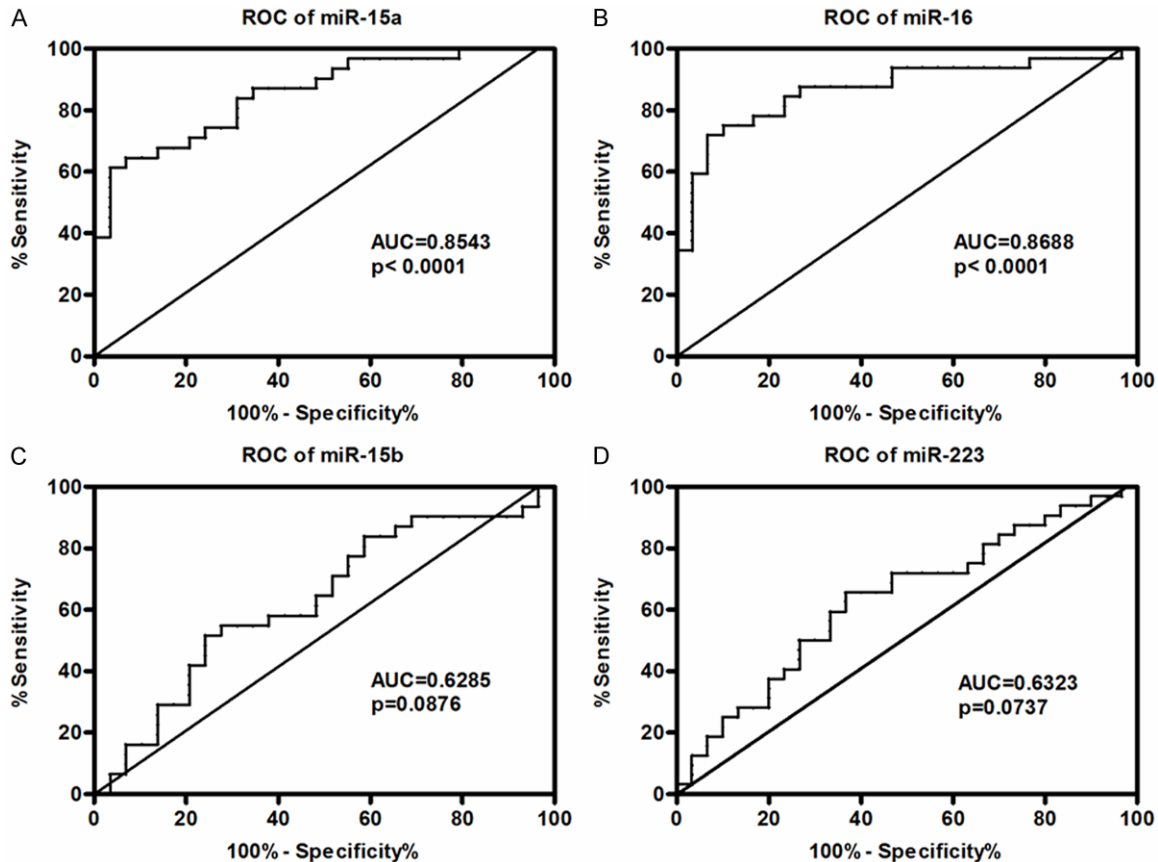 A
ROC of miR-15a
100
80
60
40
20
0
% Sensitivity
AUC=0.8543
p< 0.0001
0 20 40 60 80 100
100% - Specificity%
B
ROC of miR-16
100
80
60
40
20
0
% Sensitivity
AUC=0.8688
p< 0.0001
0 20 40 60 80 100
100% - Specificity%
C
ROC of miR-15b
100
80
60
40
20
0
% Sensitivity
AUC=0.6285
p=0.0876
0 20 40 60 80 100
100% - Specificity%
D
ROC of miR-223
100
80
60
40
20
0
% Sensitivity
AUC=0.6323
p=0.0737
0 20 40 60 80 100
100% - Specificity%